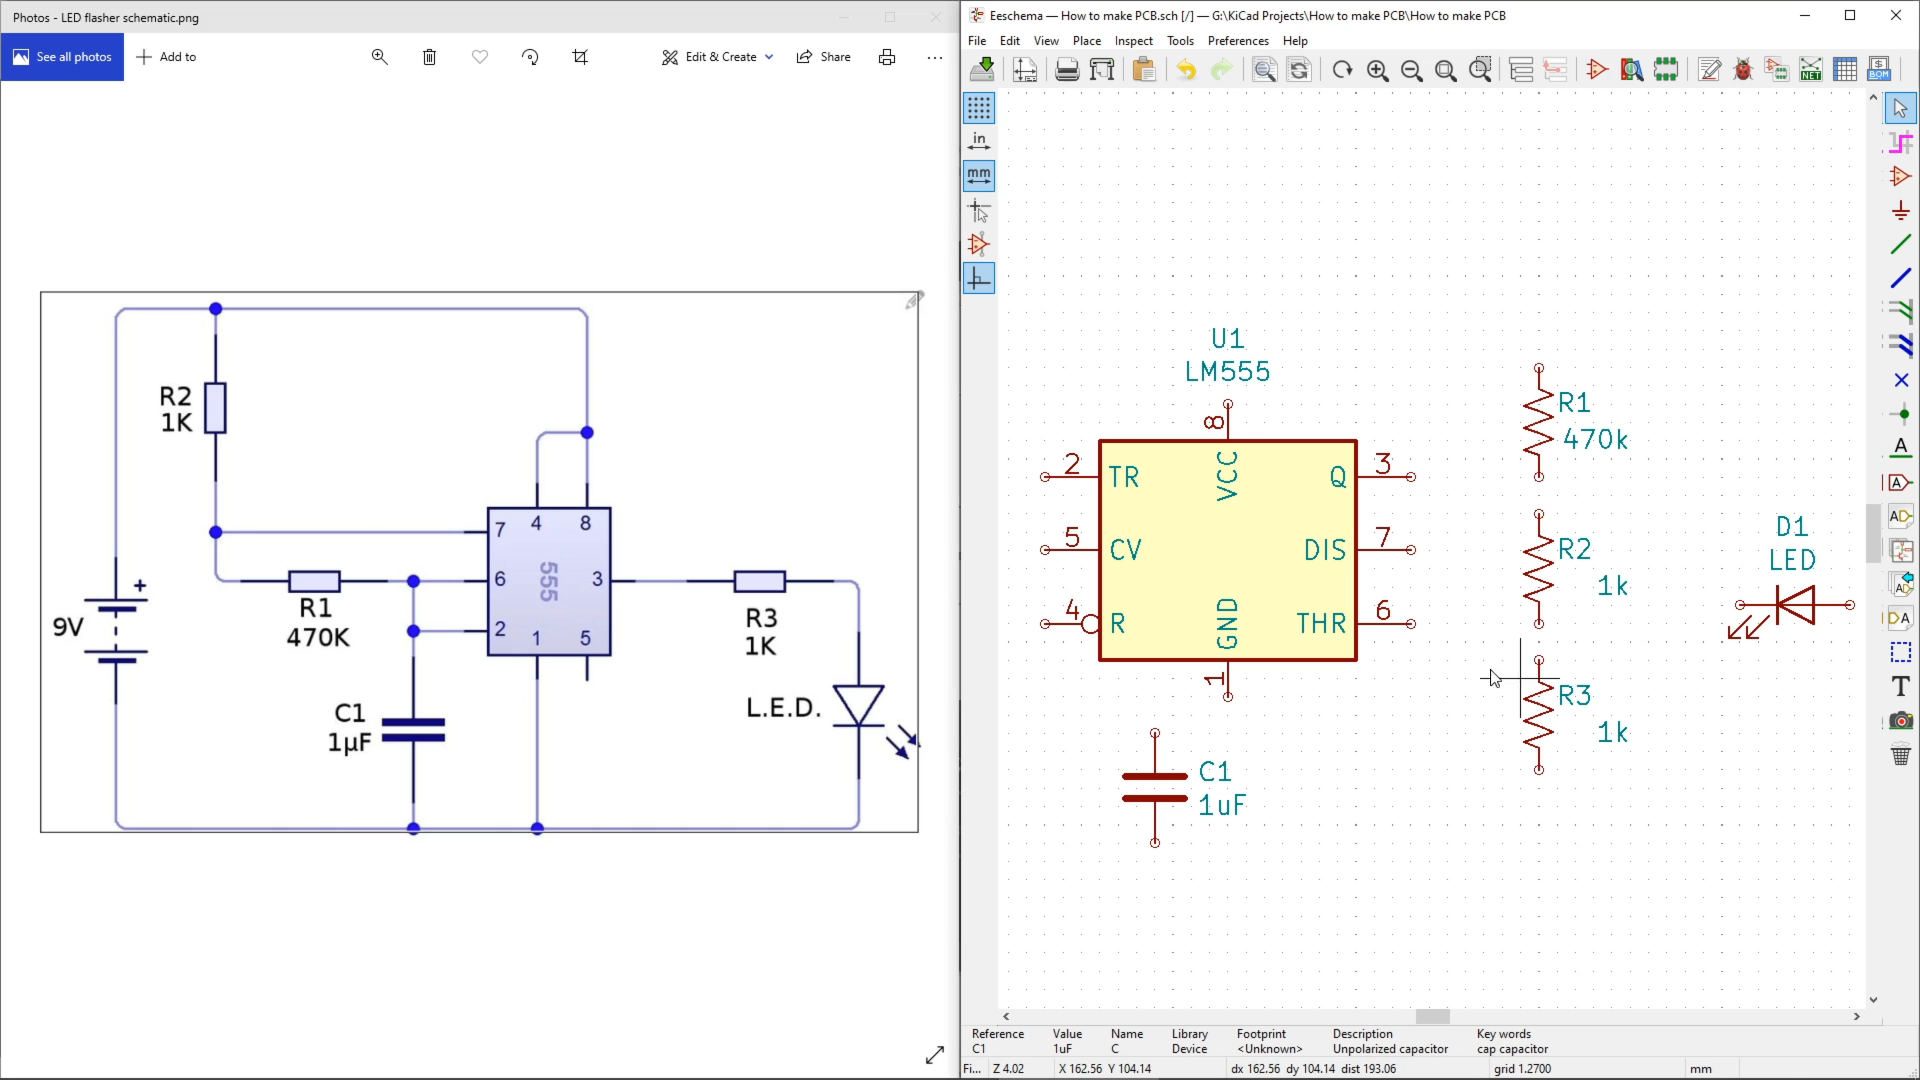 Photos - LED flasher schematic.png
See all photos
Add to
Edit & Create
Share
R2
1K
9V
+
R1
470K
C1
1µF
7
4
8
6
555
3
2
1
5
R3
1K
L.E.D.
Eeschema — How to make PCB.sch [/] — G:\KiCad Projects\How to make PCB\How to make PCB
File Edit View Place Inspect Tools Preferences Help
NET
$
BOM
in
mm
U1
LM555
8
VCC
2
TR
Q
3
5
CV
DIS
7
4
R
GND
THR
6
1
C1
1uF
R1
470k
R2
1k
R3
1k
D1
LED
A
A
AD
AD
DA
T
Reference Value Name Library Footprint Description Key words
C1 1uF C Device <Unknown> Unpolarized capacitor cap capacitor
Fi... Z 4.02 X 162.56 Y 104.14 dx 162.56 dy 104.14 dist 193.06 grid 1.2700 mm